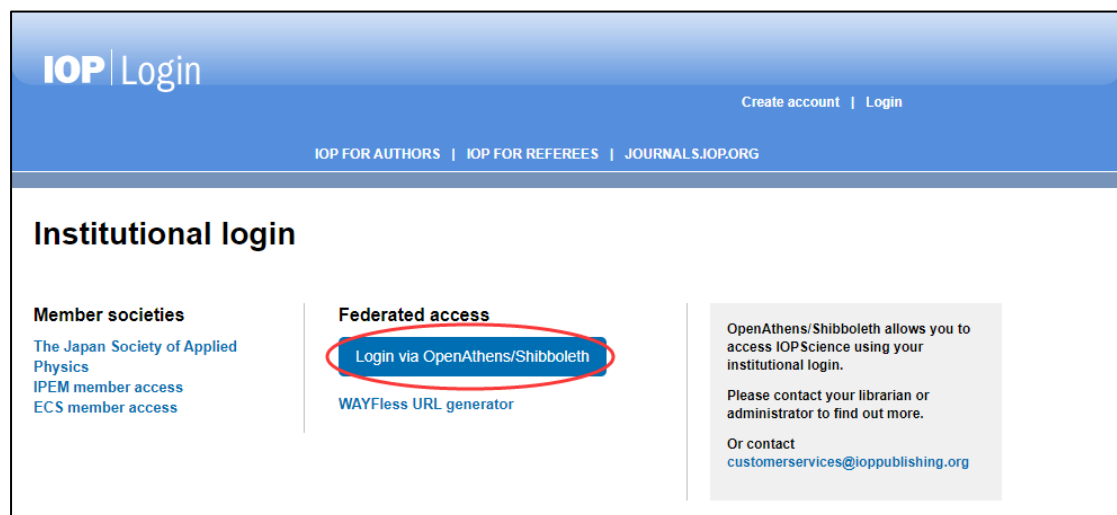 IOP Login
Create account | Login
IOP FOR AUTHORS | IOP FOR REFEREES | JOURNALS.IOP.ORG
Institutional login
Member societies
The Japan Society of Applied
Physics
IPEM member access
ECS member access
Federated access
Login via OpenAthens/Shibboleth
WAYFless URL generator
OpenAthens/Shibboleth allows you to
access IOPScience using your
institutional login.
Please contact your librarian or
administrator to find out more.
Or contact
customerservices@ioppublishing.org